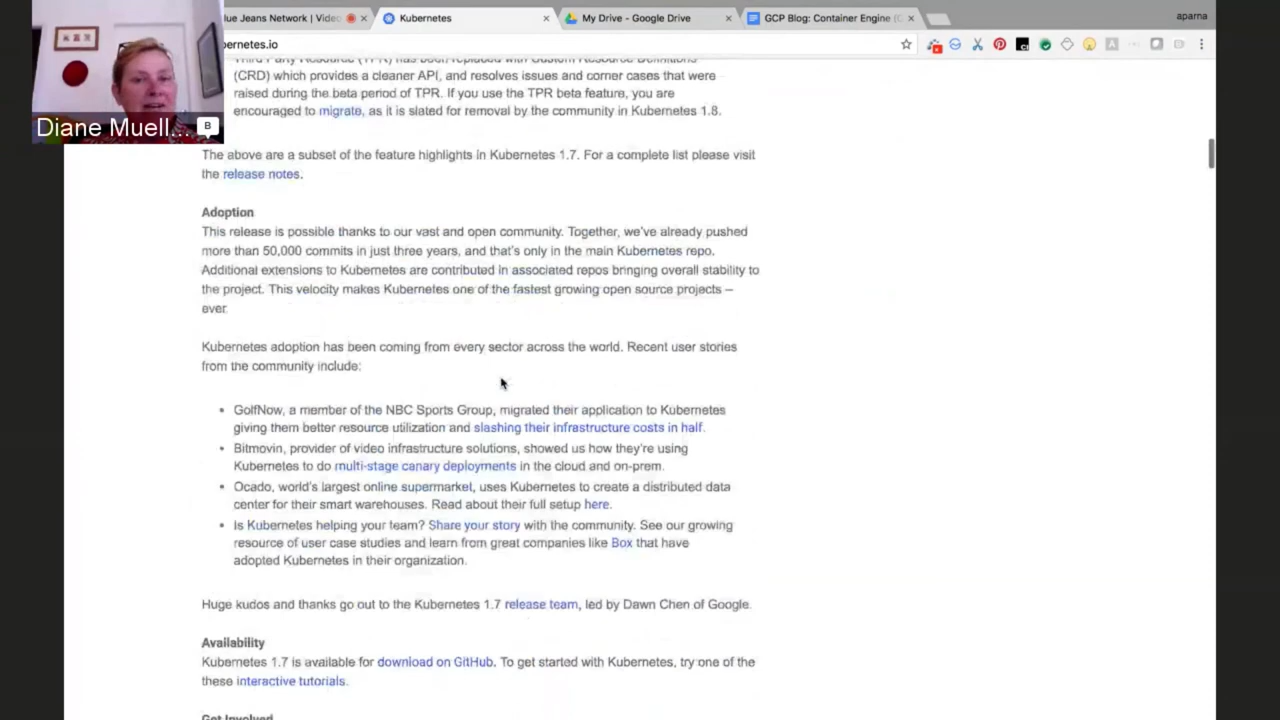 lue Jeans Network | Video
Kubernetes
My Drive - Google Drive
GCP Blog: Container Engine (G
aparna
bernetes.io
Third Party Resource (TPR) has been replaced with Custom Resource Definitions
(CRD) which provides a cleaner API, and resolves issues and corner cases that were
raised during the beta period of TPR. If you use the TPR beta feature, you are
encouraged to migrate, as it is slated for removal by the community in Kubernetes 1.8.
Diane Muell...
B
The above are a subset of the feature highlights in Kubernetes 1.7. For a complete list please visit
the release notes.
Adoption
This release is possible thanks to our vast and open community. Together, we've already pushed
more than 50,000 commits in just three years, and that's only in the main Kubernetes repo.
Additional extensions to Kubernetes are contributed in associated repos bringing overall stability to
the project. This velocity makes Kubernetes one of the fastest growing open source projects –
ever.
Kubernetes adoption has been coming from every sector across the world. Recent user stories
from the community include:
• GolfNow, a member of the NBC Sports Group, migrated their application to Kubernetes
giving them better resource utilization and slashing their infrastructure costs in half.
• Bitmovin, provider of video infrastructure solutions, showed us how they're using
Kubernetes to do multi-stage canary deployments in the cloud and on-prem.
• Ocado, world's largest online supermarket, uses Kubernetes to create a distributed data
center for their smart warehouses. Read about their full setup here.
• Is Kubernetes helping your team? Share your story with the community. See our growing
resource of user case studies and learn from great companies like Box that have
adopted Kubernetes in their organization.
Huge kudos and thanks go out to the Kubernetes 1.7 release team, led by Dawn Chen of Google.
Availability
Kubernetes 1.7 is available for download on GitHub. To get started with Kubernetes, try one of the
these interactive tutorials.
Get Involved